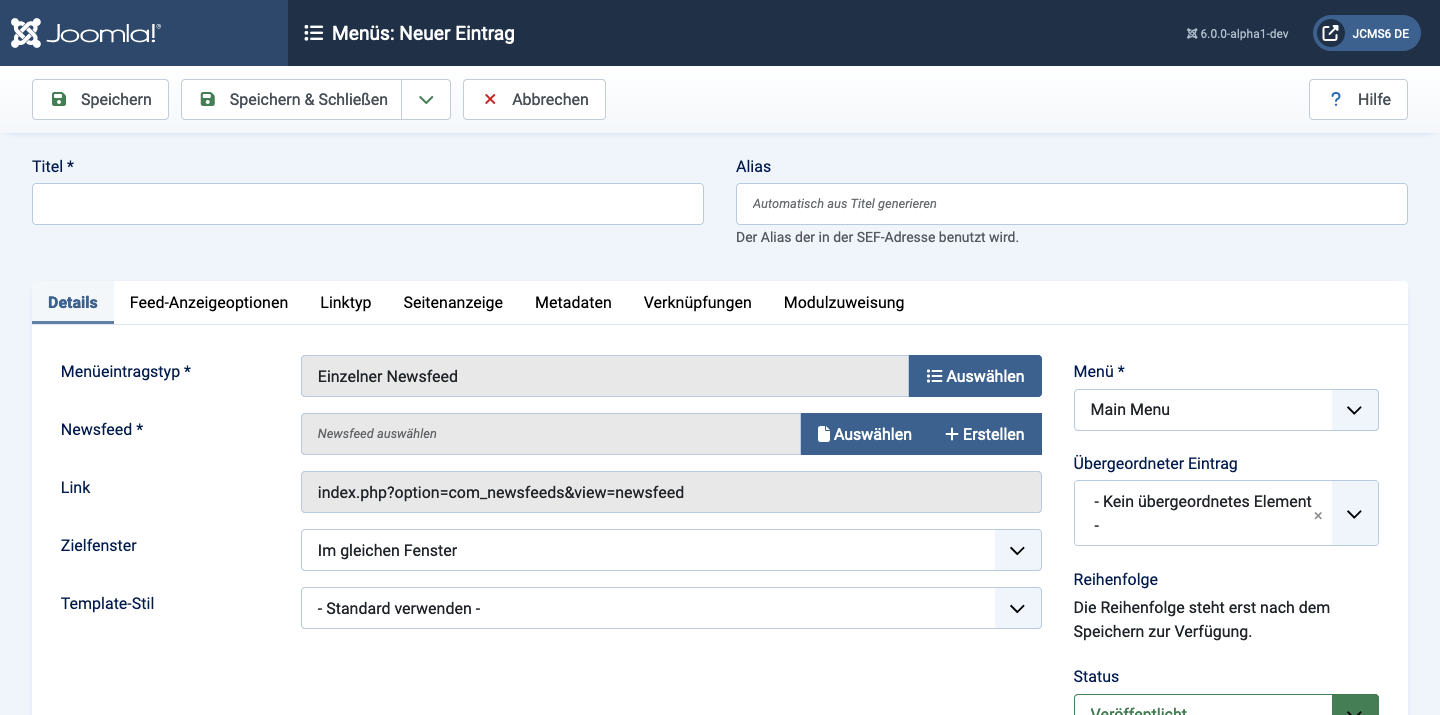 Joomla!®
Menüs: Neuer Eintrag
6.0.0-alpha1-dev
JCMS6 DE
Speichern
Speichern & Schließen
Abbrechen
? Hilfe
Titel *
Alias
Automatisch aus Titel generieren
Der Alias der in der SEF-Adresse benutzt wird.
Details
Feed-Anzeigeoptionen
Linktyp
Seitenanzeige
Metadaten
Verknüpfungen
Modulzuweisung
Menüeintragstyp *
Einzelner Newsfeed
Auswählen
Newsfeed *
Newsfeed auswählen
Auswählen
Erstellen
Link
index.php?option=com_newsfeeds&view=newsfeed
Zielfenster
Im gleichen Fenster
Template-Stil
- Standard verwenden -
Menü *
Main Menu
Übergeordneter Eintrag
- Kein übergeordnetes Element
-
Reihenfolge
Die Reihenfolge steht erst nach dem
Speichern zur Verfügung.
Status
Veröffentlicht